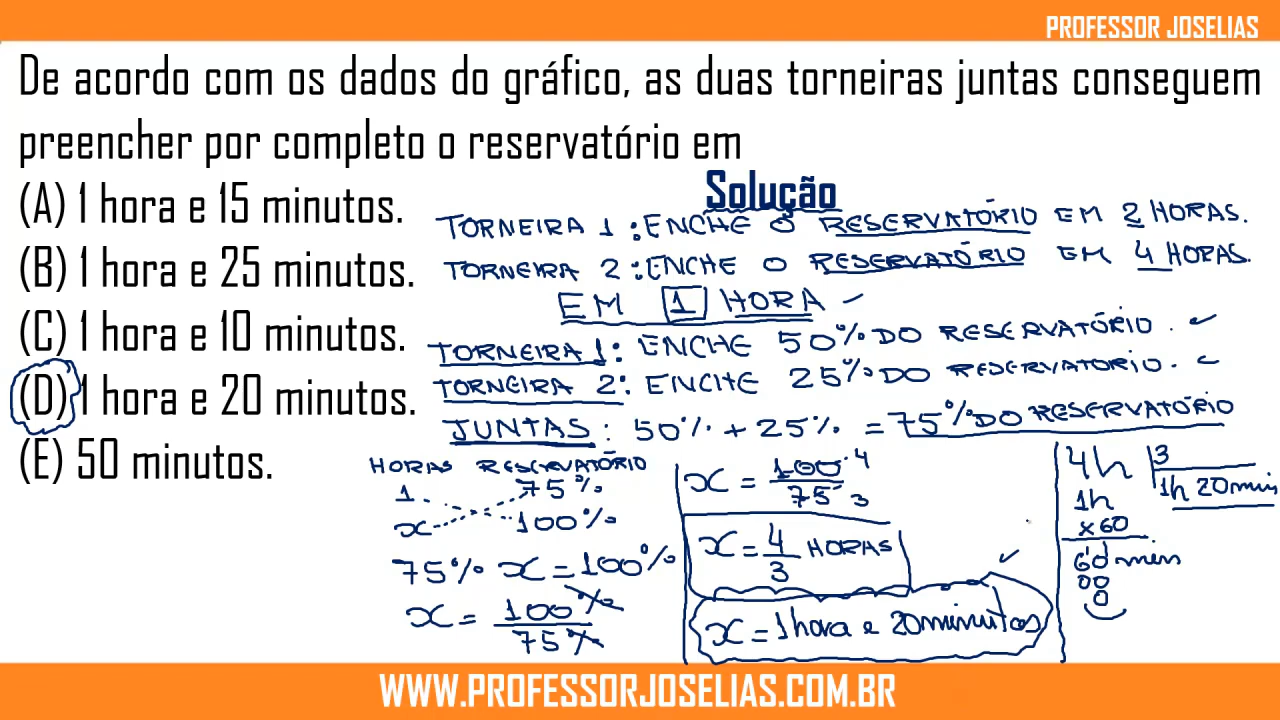 PROFESSOR JOSELIAS
De acordo com os dados do gráfico, as duas torneiras juntas conseguem
preencher por completo o reservatório em
(A) 1 hora e 15 minutos.
(B) 1 hora e 25 minutos.
(C) 1 hora e 10 minutos.
(D) 1 hora e 20 minutos.
(E) 50 minutos.
Solução
TORNEIRA 1: ENCHE O RESERVATÓRIO EM 2 HORAS.
TORNEIRA 2: ENCHE O RESERVATÓRIO EM 4 HORAS.
EM 1 HORA
TORNEIRA 1: ENCHE 50% DO RESERVATÓRIO.
TORNEIRA 2: ENCHE 25% DO RESERVATORIO.
JUNTAS: 50% + 25% = 75% DO RESERVATÓRIO
HORAS RESERVATÓRIO
1 75%
x 100%
75% x = 100%
x = 100% / 75%
x = 100 4 / 75 3
x = 4/3 HORAS
x = 1 hora e 20 minutos
4h 3
1h 1h 20 min
x60
60 min
00
0
WWW.PROFESSORJOSELIAS.COM.BR